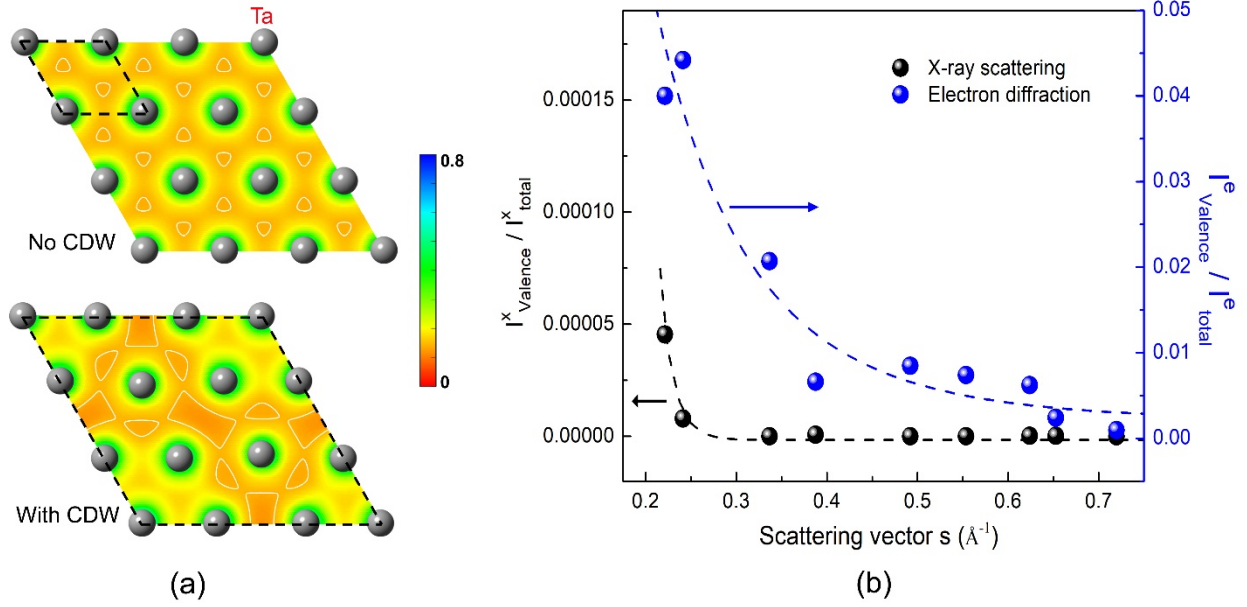 Ta
No CDW
0.8
0
With CDW
(a)
X-ray scattering
Electron diffraction
0.00015
0.00010
0.00005
0.00000
I^x_Valence / I^x_total
0.05
0.04
0.03
0.02
0.01
0.00
I^e_Valence / I^e_total
0.2 0.3 0.4 0.5 0.6 0.7
Scattering vector s (Å⁻¹)
(b)